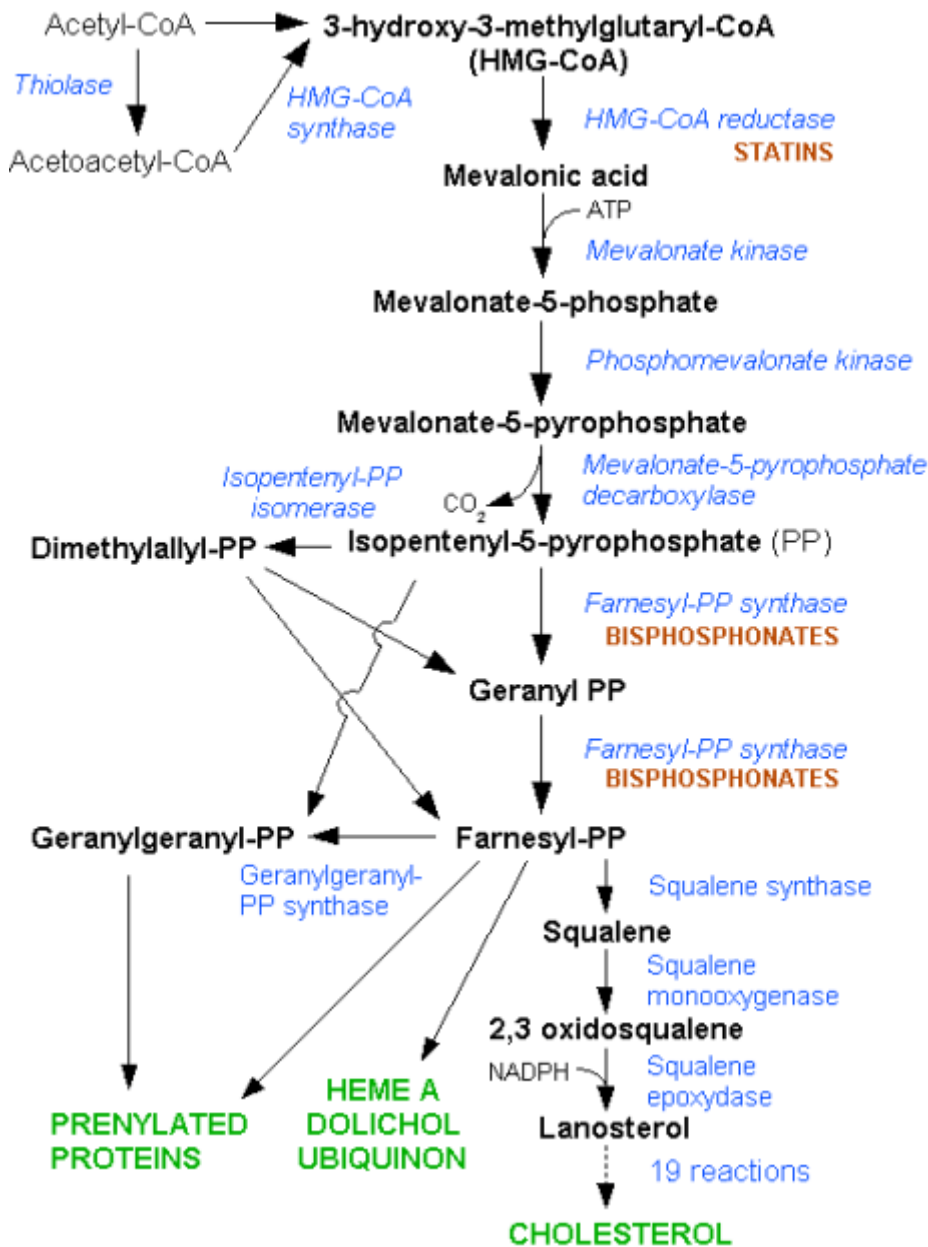 Acetyl-CoA
3-hydroxy-3-methylglutaryl-CoA
(HMG-CoA)
Thiolase
HMG-CoA
synthase
HMG-CoA reductase
STATINS
Acetoacetyl-CoA
Mevalonic acid
ATP
Mevalonate kinase
Mevalonate-5-phosphate
Phosphomevalonate kinase
Mevalonate-5-pyrophosphate
Isopentenyl-PP
isomerase
CO2
Mevalonate-5-pyrophosphate
decarboxylase
Dimethylallyl-PP
Isopentenyl-5-pyrophosphate (PP)
Farnesyl-PP synthase
BISPHOSPHONATES
Geranyl PP
Farnesyl-PP synthase
BISPHOSPHONATES
Geranylgeranyl-PP
Farnesyl-PP
Geranylgeranyl-
PP synthase
Squalene synthase
Squalene
Squalene
monooxygenase
2,3 oxidosqualene
NADPH
Squalene
epoxydase
Lanosterol
PRENYLATED
PROTEINS
HEME A
DOLICHOL
UBIQUINON
19 reactions
CHOLESTEROL